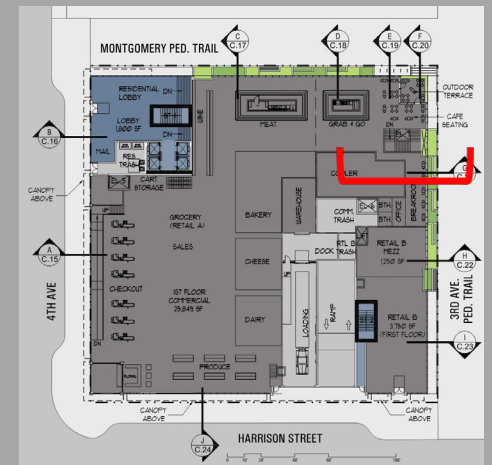 C
C.17
D
C.18
E
C.19
F
C.20
MONTGOMERY PED. TRAIL
RESIDENTIAL
LOBBY
DN
LINE
OUTDOOR
TERRACE
LOBBY
1,800 SF
MEAT
GRAB & GO
CAFE
SEATING
DN
B
C.16
MAIL
DN
RES.
TRASH
CANOPY
ABOVE
CART
STORAGE
COOLER
GROCERY
(RETAIL A)
WAREHOUSE
BAKERY
COMM.
TRASH
BTH.
BTH.
OFFICE
BREAKROOM
SALES
A
C.15
DOCK
RTL B
TRASH
RETAIL B
MEZZ
1,250 SF
H
C.22
CHEESE
4TH AVE
CHECKOUT
1ST FLOOR
COMMERCIAL
25,849 SF
LOADING
RAMP
3RD AVE.
PED. TRAIL
DAIRY
RETAIL B
3,750 SF
(FIRST FLOOR)
I
C.23
DN
PRODUCE
FLORAL
CANOPY
ABOVE
CANOPY
ABOVE
J
C.24
HARRISON STREET